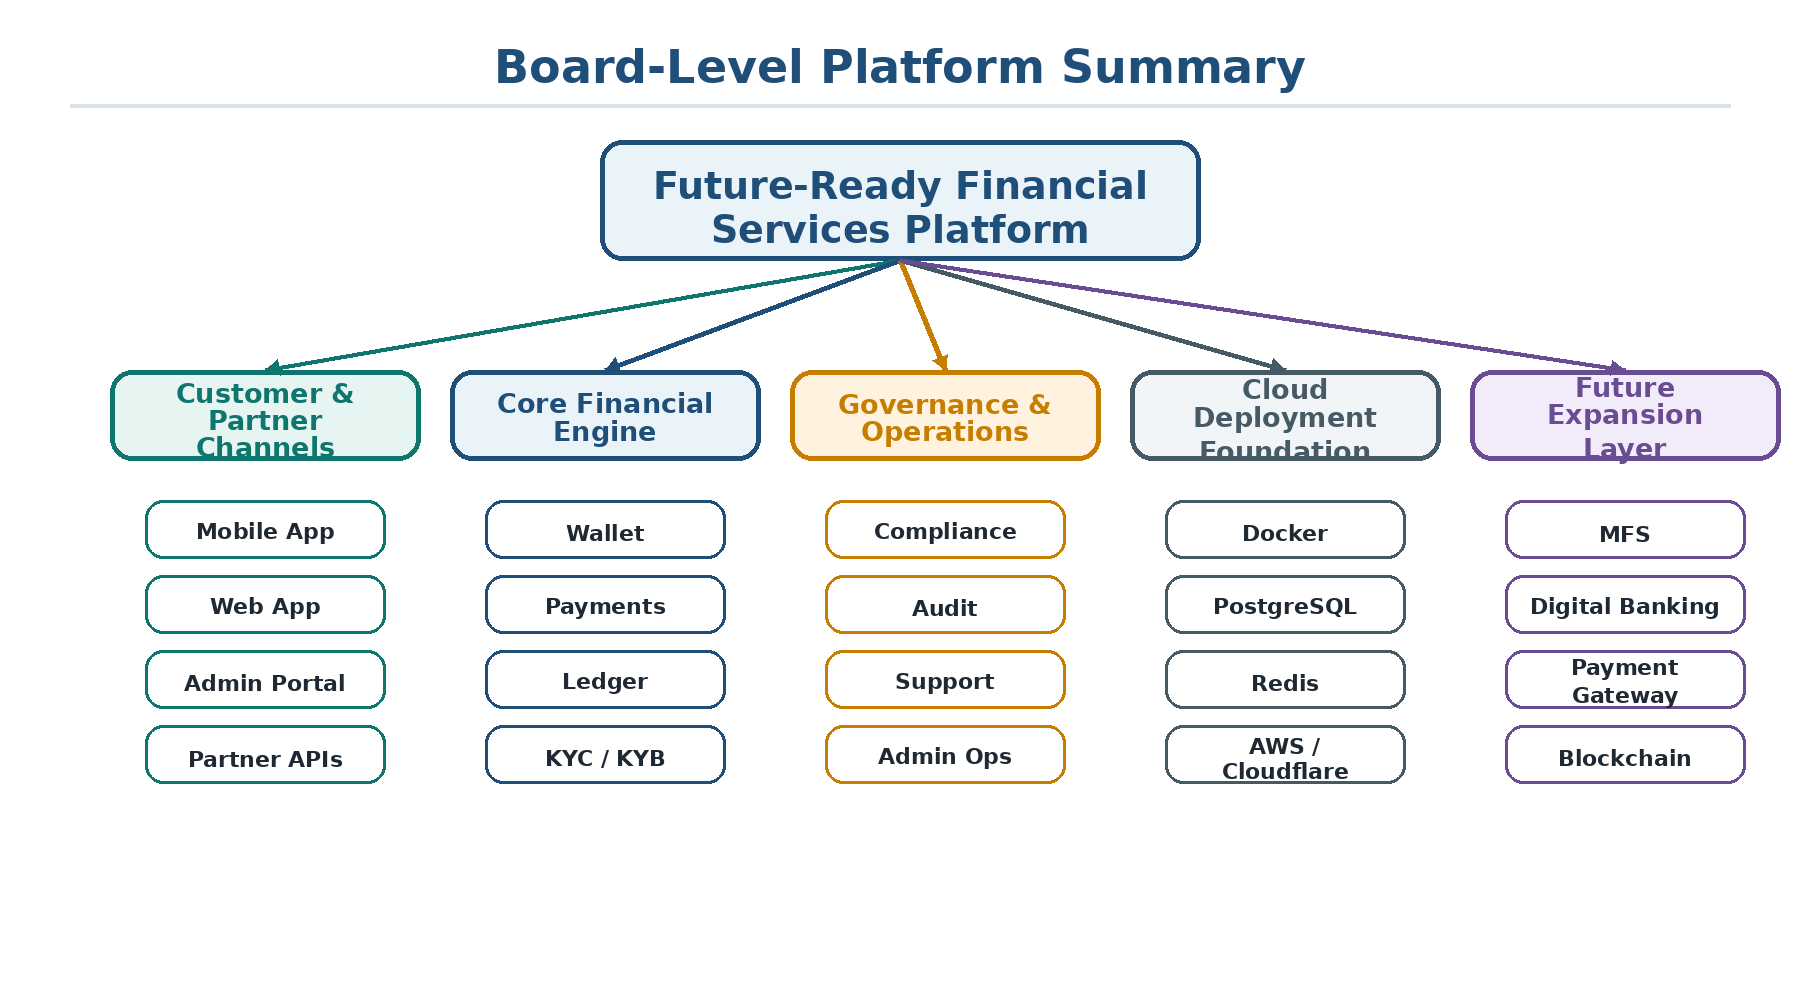 Board-Level Platform Summary
Future-Ready Financial
Services Platform
Customer &
Partner
Channels
Core Financial
Engine
Governance &
Operations
Cloud
Deployment
Foundation
Future
Expansion
Layer
Mobile App
Web App
Admin Portal
Partner APIs
Wallet
Payments
Ledger
KYC / KYB
Compliance
Audit
Support
Admin Ops
Docker
PostgreSQL
Redis
AWS /
Cloudflare
MFS
Digital Banking
Payment
Gateway
Blockchain